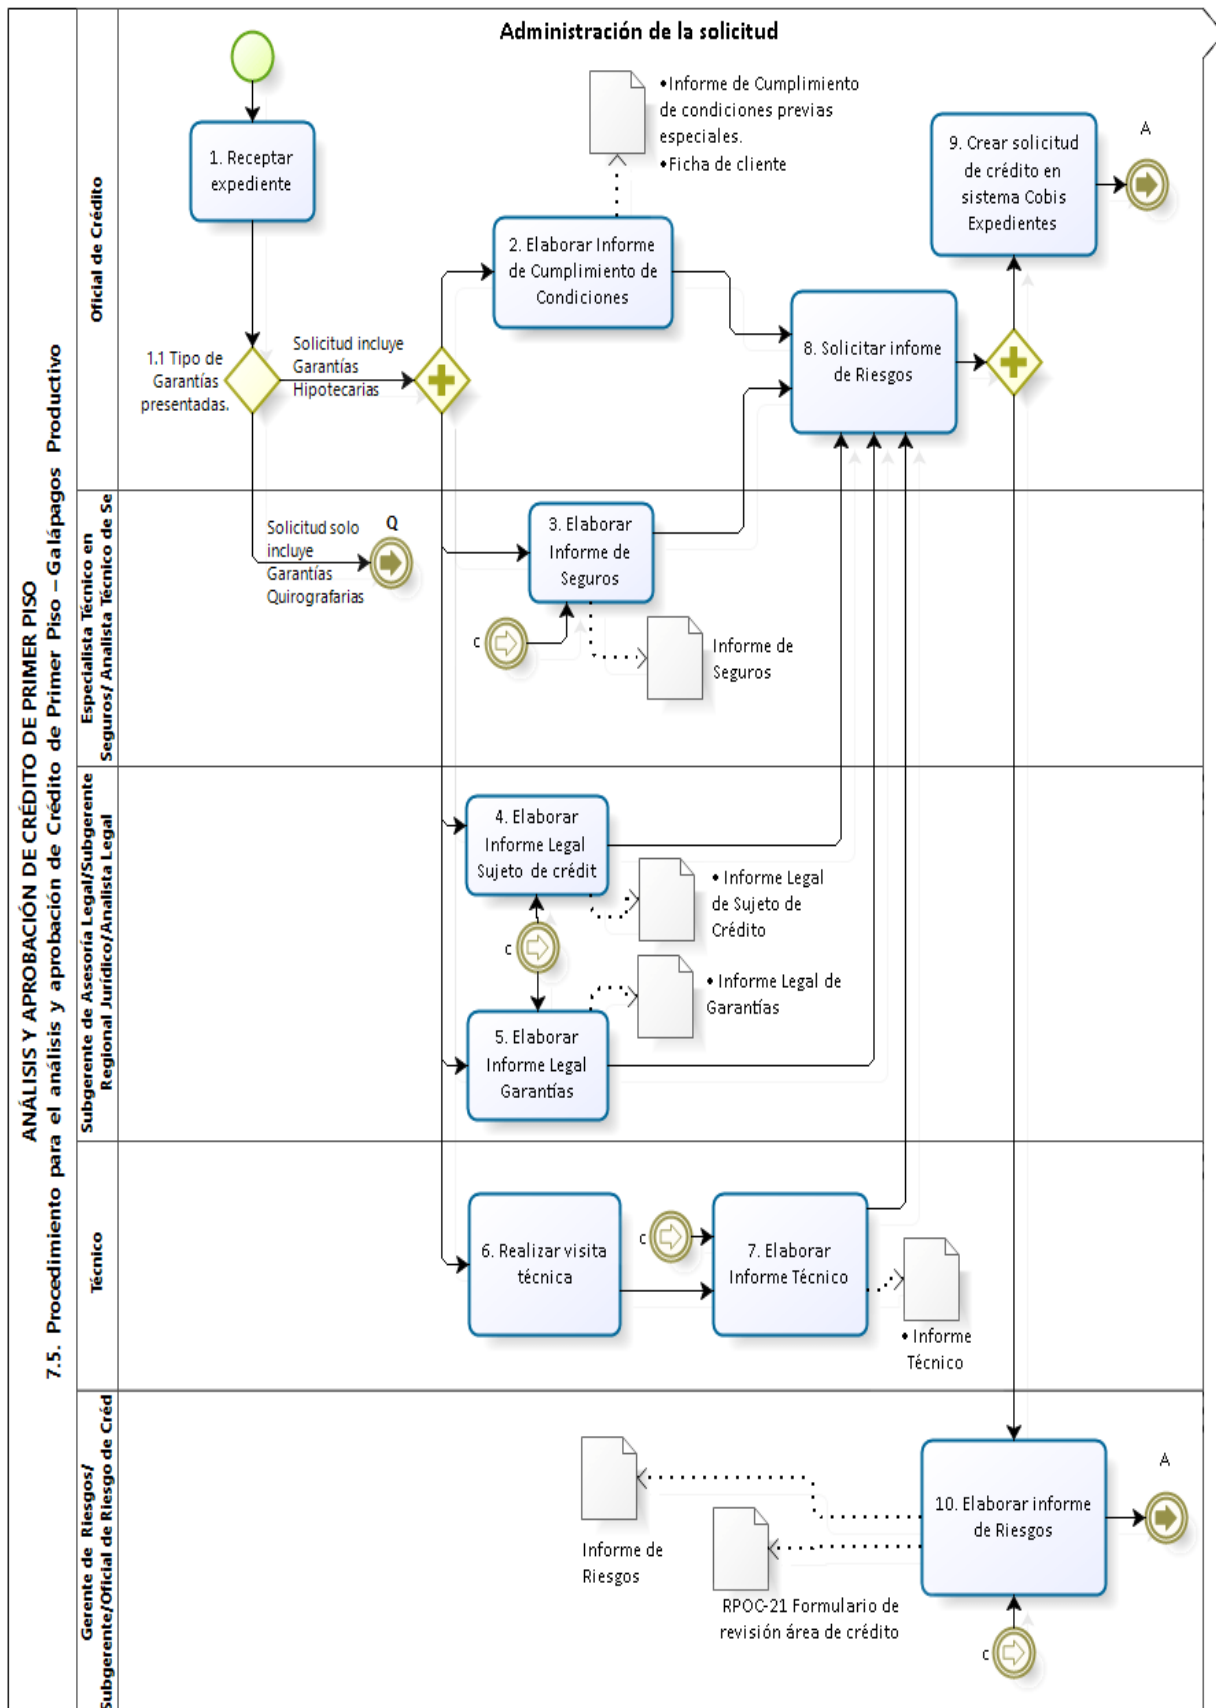 ANÁLISIS Y APROBACIÓN DE CRÉDITO DE PRIMER PISO
7.5. Procedimiento para el análisis y aprobación de Crédito de Primer Piso – Galápagos Productivo
Administración de la solicitud
Oficial de Crédito
1. Receptar
expediente
1.1 Tipo de
Garantías
presentadas.
Solicitud incluye
Garantías
Hipotecarias
Solicitud solo
incluye
Garantías
Quirografarias
Q
• Informe de Cumplimiento
de condiciones previas
especiales.
• Ficha de cliente
2. Elaborar Informe
de Cumplimiento de
Condiciones
8. Solicitar infome
de Riesgos
9. Crear solicitud
de crédito en
sistema Cobis
Expedientes
A
Especialista Técnico en
Seguros/ Analista Técnico de Se
3. Elaborar
Informe de
Seguros
c
Informe de
Seguros
Subgerente de Asesoría Legal/Subgerente
Regional Jurídico/Analista Legal
4. Elaborar
Informe Legal
Sujeto de crédit
• Informe Legal
de Sujeto de
Crédito
c
• Informe Legal de
Garantías
5. Elaborar
Informe Legal
Garantías
Técnico
6. Realizar visita
técnica
c
7. Elaborar
Informe Técnico
• Informe
Técnico
Gerente de Riesgos/
Subgerente/Oficial de Riesgo de Créd
10. Elaborar informe
de Riesgos
A
Informe de
Riesgos
RPOC-21 Formulario de
revisión área de crédito
c